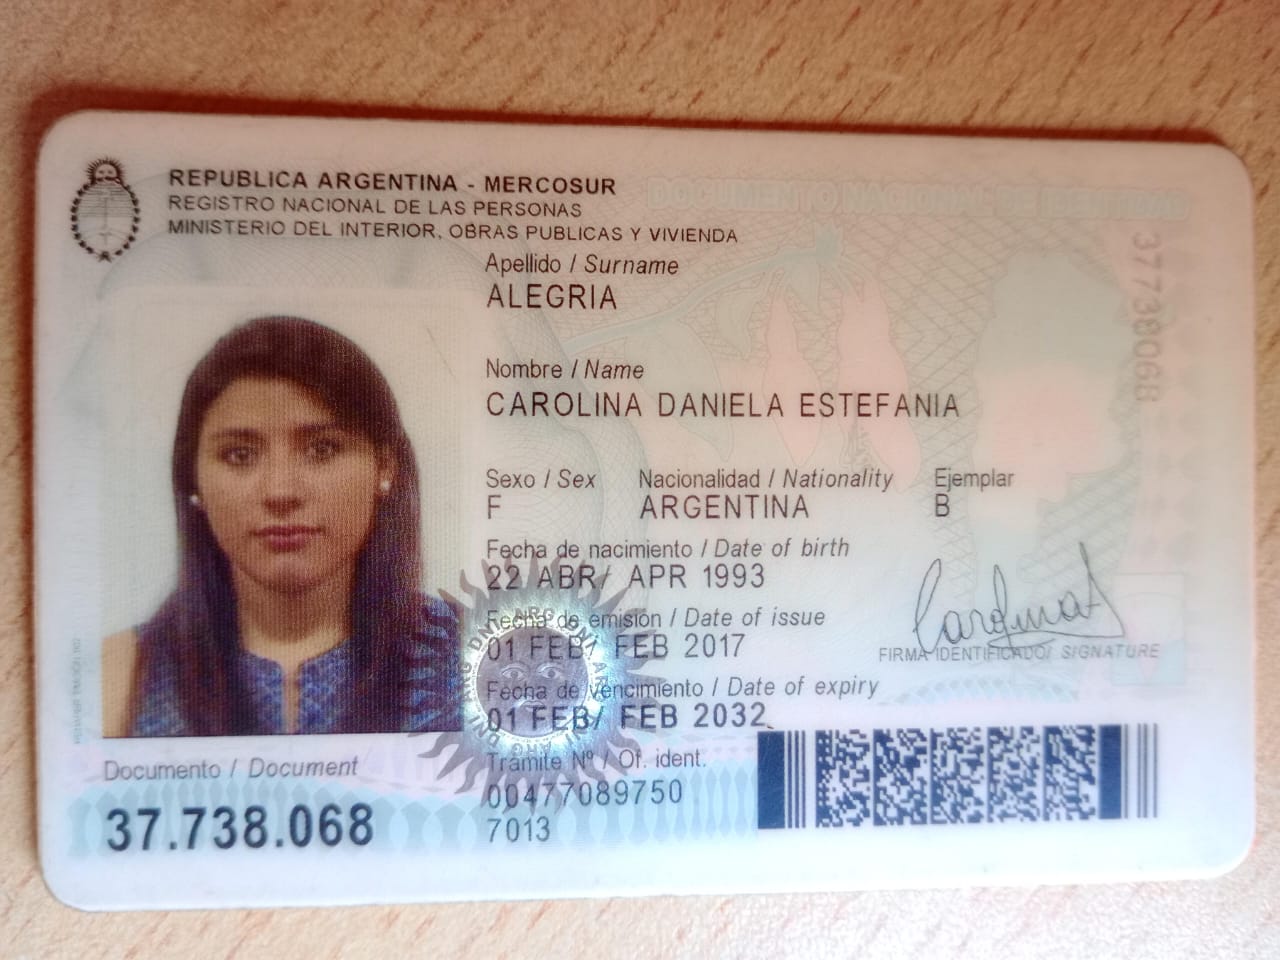 REPUBLICA ARGENTINA - MERCOSUR
REGISTRO NACIONAL DE LAS PERSONAS
MINISTERIO DEL INTERIOR, OBRAS PUBLICAS Y VIVIENDA
DOCUMENTO NACIONAL DE IDENTIDAD
Apellido / Surname
ALEGRIA
Nombre / Name
CAROLINA DANIELA ESTEFANIA
Sexo / Sex Nacionalidad / Nationality Ejemplar
F ARGENTINA B
Fecha de nacimiento / Date of birth
22 ABR/ APR 1993
Fecha de emisión / Date of issue
01 FEB/ FEB 2017
FIRMA IDENTIFICADO/ SIGNATURE
Fecha de vencimiento / Date of expiry
01 FEB/ FEB 2032
Trámite Nº / Of. ident.
00477089750
7013
Documento / Document
37.738.068
37738068